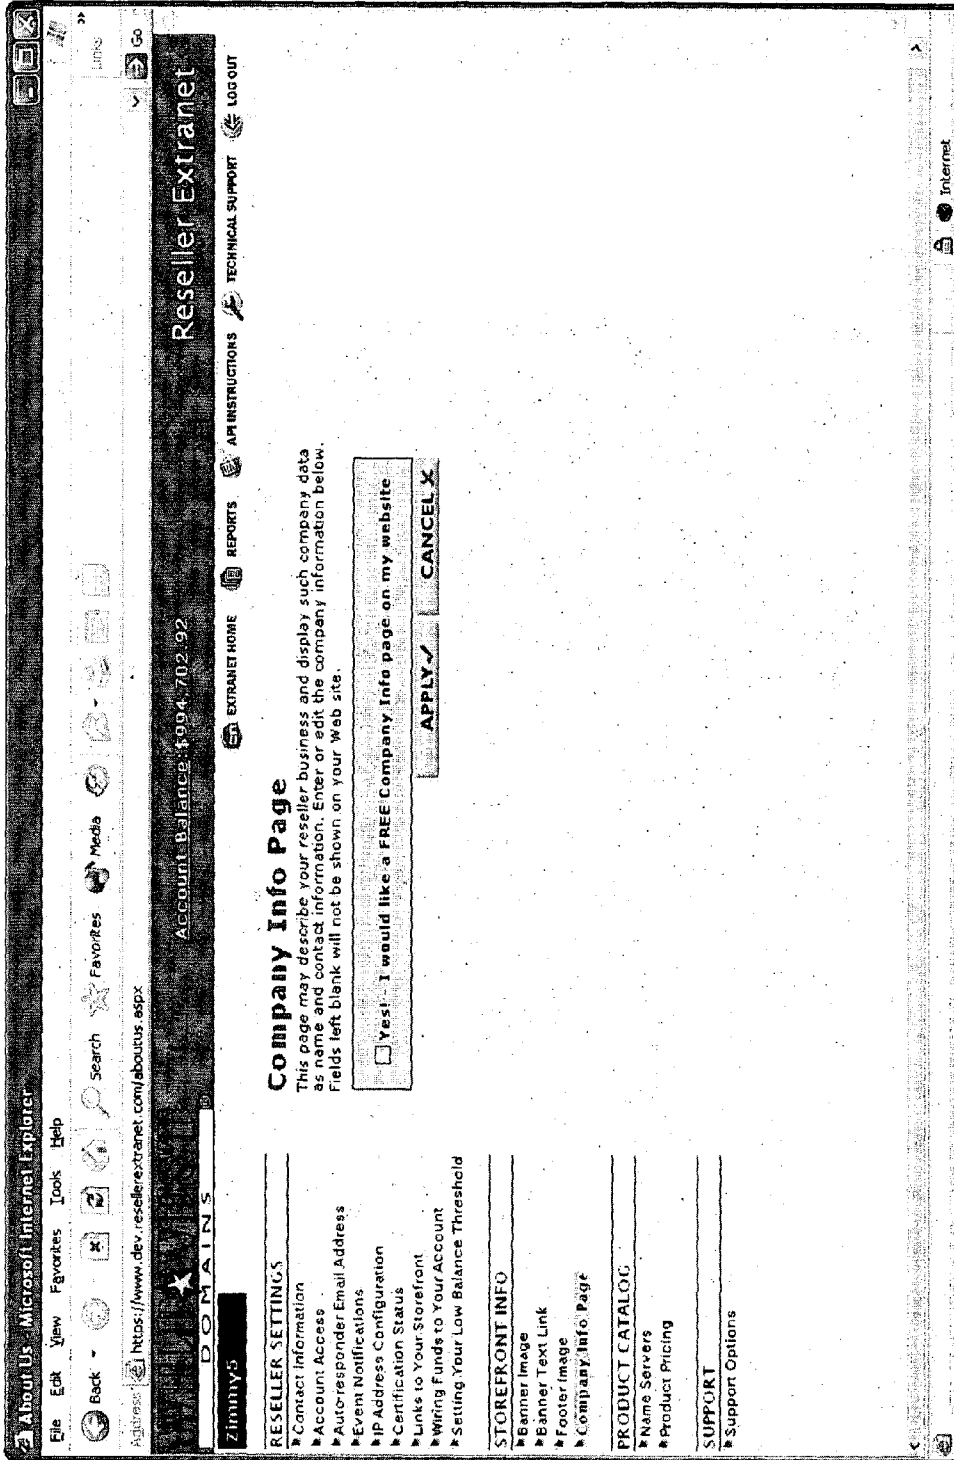 About Us - Microsoft Internet Explorer
File Edit View Favorites Tools Help
Back Search Favorites Media
Address https://www.dev.resellerextranet.com/aboutus.aspx Go Links »
DOMAINS
Account Balance: $994,702.92
Reseller Extranet
Zimmy5
EXTRANET HOME REPORTS API INSTRUCTIONS TECHNICAL SUPPORT LOG OUT
RESELLER SETTINGS
Contact Information
Account Access
Auto-responder Email Address
Event Notifications
IP Address Configuration
Certification Status
Links to Your Storefront
Wiring Funds to Your Account
Setting Your Low Balance Threshold
STOREFRONT INFO
Banner Image
Banner Text Link
Footer Image
Company Info Page
PRODUCT CATALOG
Name Servers
Product Pricing
SUPPORT
Support Options
Company Info Page
This page may describe your reseller business and display such company data
as name and contact information. Enter or edit the company information below.
Fields left blank will not be shown on your Web site.
Yes! - I would like a FREE Company Info page on my website
APPLY CANCEL X
Internet